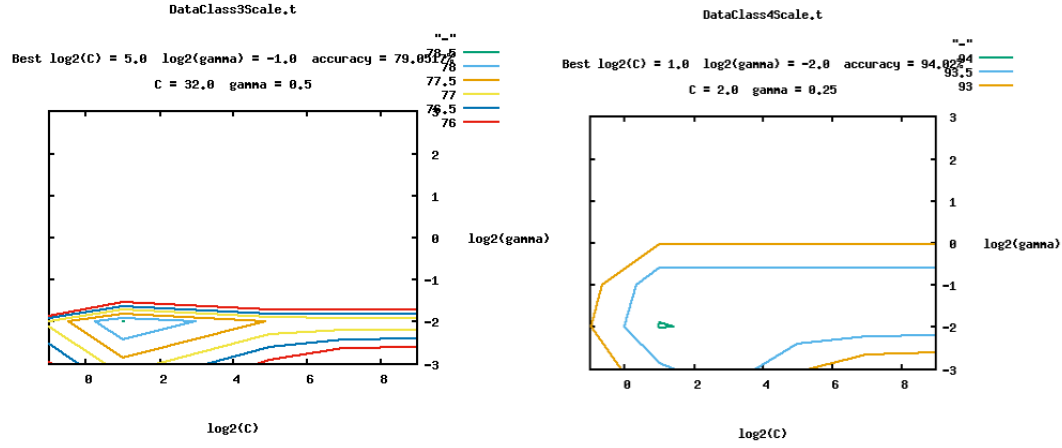 DataClass3Scale.t
"_"
78.5
Best log2(C) = 5.0 log2(gamma) = -1.0 accuracy = 79.0517%
78
C = 32.0 gamma = 0.5
77.5
77
76.5
76
3
2
1
0
log2(gamma)
-1
-2
-3
0 2 4 6 8
log2(C)
DataClass4Scale.t
"_"
94
Best log2(C) = 1.0 log2(gamma) = -2.0 accuracy = 94.02%
93.5
C = 2.0 gamma = 0.25
93
3
2
1
0
log2(gamma)
-1
-2
-3
0 2 4 6 8
log2(C)